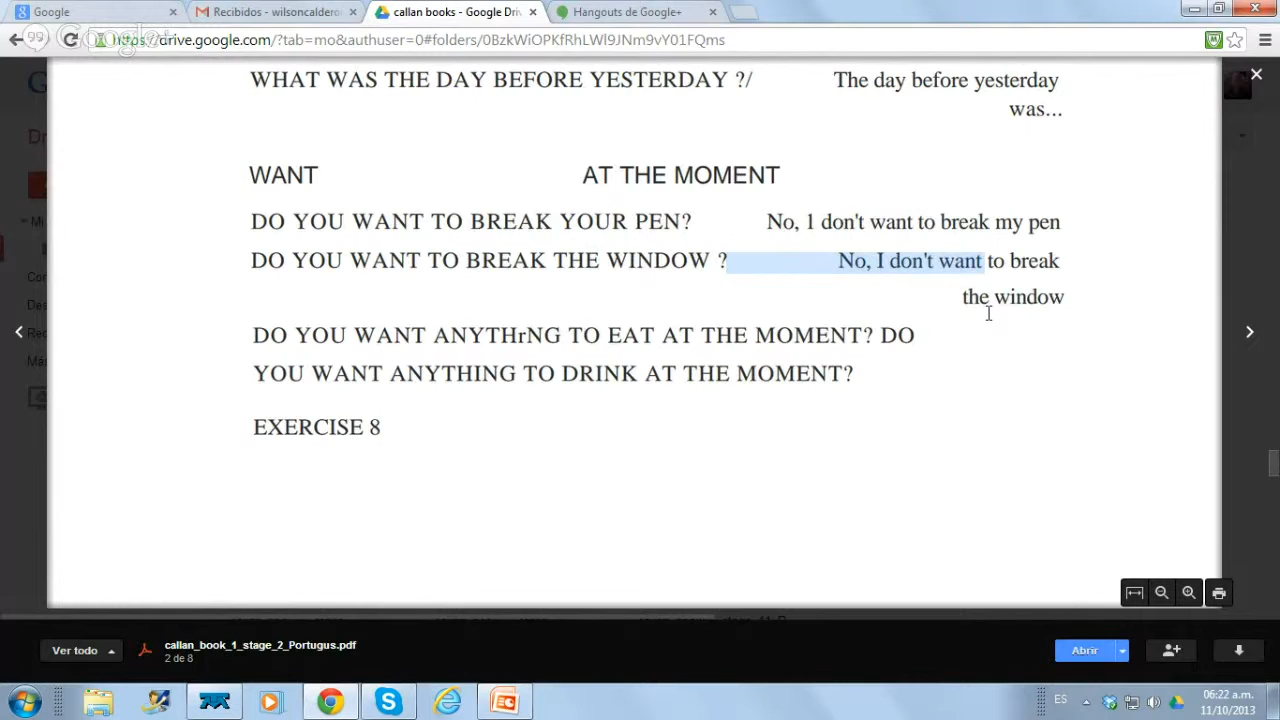 Google
Recibidos - wilsoncaldero
callan books - Google Driv
Hangouts de Google+
99
Google+
https://drive.google.com/?tab=mo&authuser=0#folders/0BzkWiOPKfRhLWl9JNm9vY01FQms
WHAT WAS THE DAY BEFORE YESTERDAY ?/ The day before yesterday
was...
WANT AT THE MOMENT
DO YOU WANT TO BREAK YOUR PEN? No, 1 don't want to break my pen
DO YOU WANT TO BREAK THE WINDOW ? No, I don't want to break
the window
DO YOU WANT ANYTHrNG TO EAT AT THE MOMENT? DO
YOU WANT ANYTHING TO DRINK AT THE MOMENT?
EXERCISE 8
Ver todo
callan_book_1_stage_2_Portugus.pdf
2 de 8
Abrir
ES
06:22 a.m.
11/10/2013